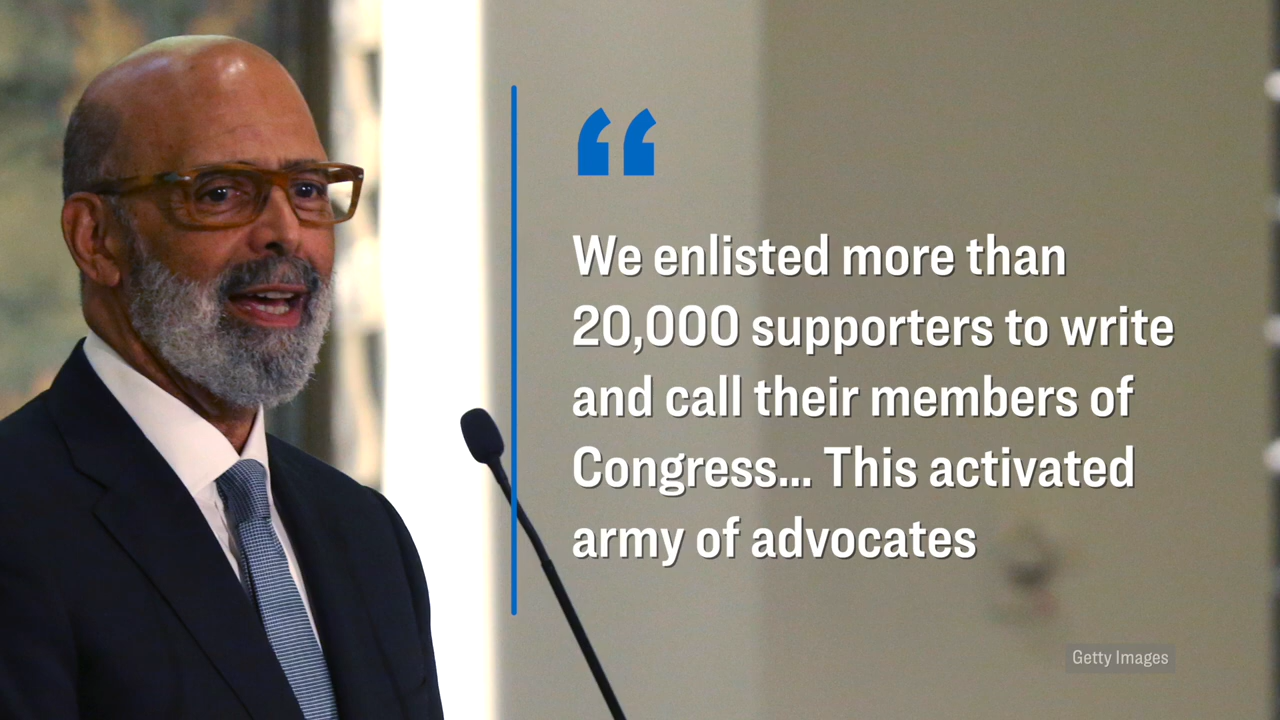 “
We enlisted more than
20,000 supporters to write
and call their members of
Congress... This activated
army of advocates
Getty Images